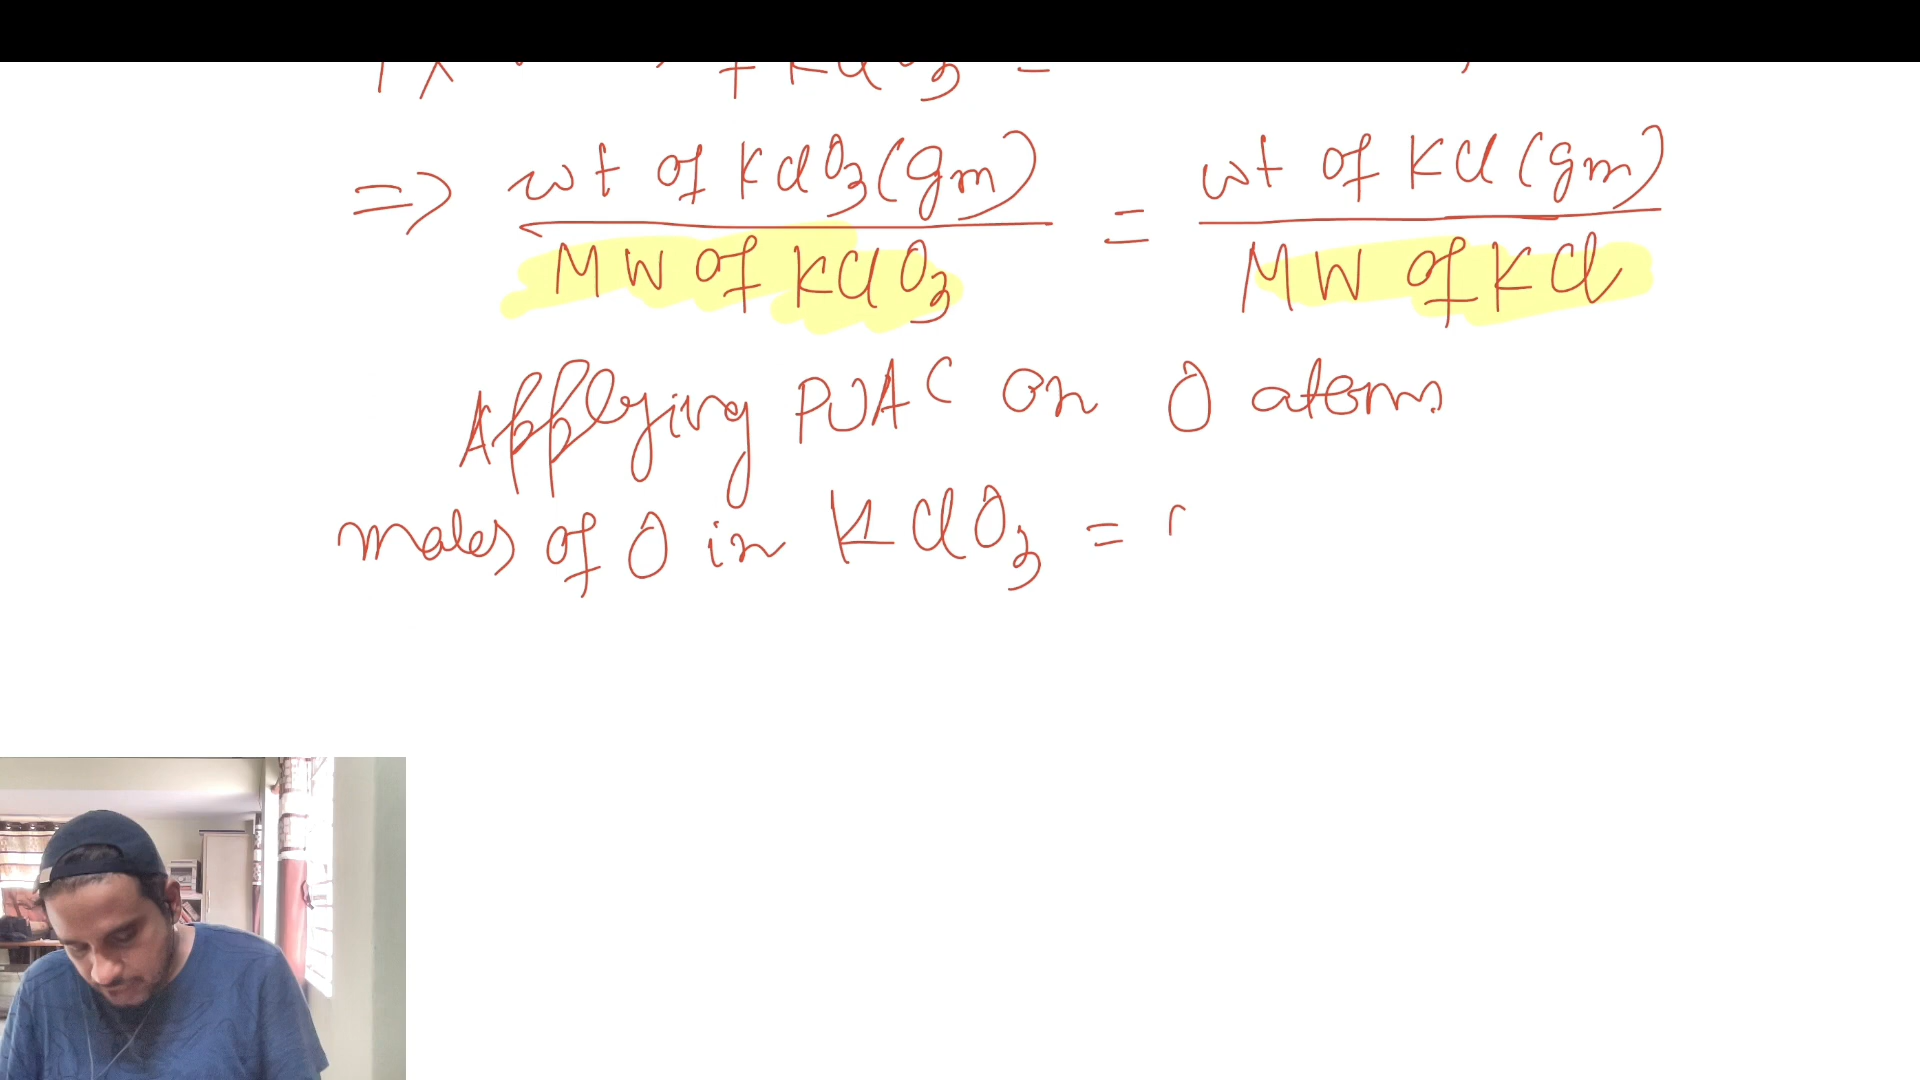 + KClO3 =
=> wt of KClO3 (gm) / MW of KClO3 = wt of KCl (gm) / MW of KCl
Applying POAC on O atoms
moles of O in KClO3 =